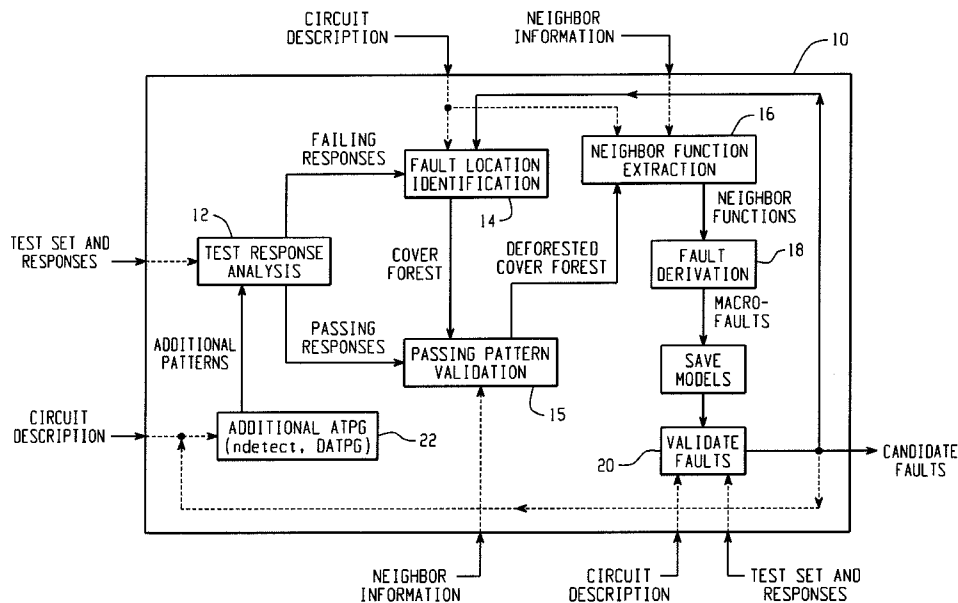 CIRCUIT
DESCRIPTION
NEIGHBOR
INFORMATION
10
FAILING
RESPONSES
FAULT LOCATION
IDENTIFICATION
14
16
NEIGHBOR FUNCTION
EXTRACTION
NEIGHBOR
FUNCTIONS
TEST SET AND
RESPONSES
12
TEST RESPONSE
ANALYSIS
COVER
FOREST
DEFORESTED
COVER FOREST
FAULT
DERIVATION
18
MACRO-
FAULTS
ADDITIONAL
PATTERNS
PASSING
RESPONSES
PASSING PATTERN
VALIDATION
15
SAVE
MODELS
CIRCUIT
DESCRIPTION
ADDITIONAL ATPG
(ndetect, DATPG)
22
20
VALIDATE
FAULTS
CANDIDATE
FAULTS
NEIGHBOR
INFORMATION
CIRCUIT
DESCRIPTION
TEST SET AND
RESPONSES